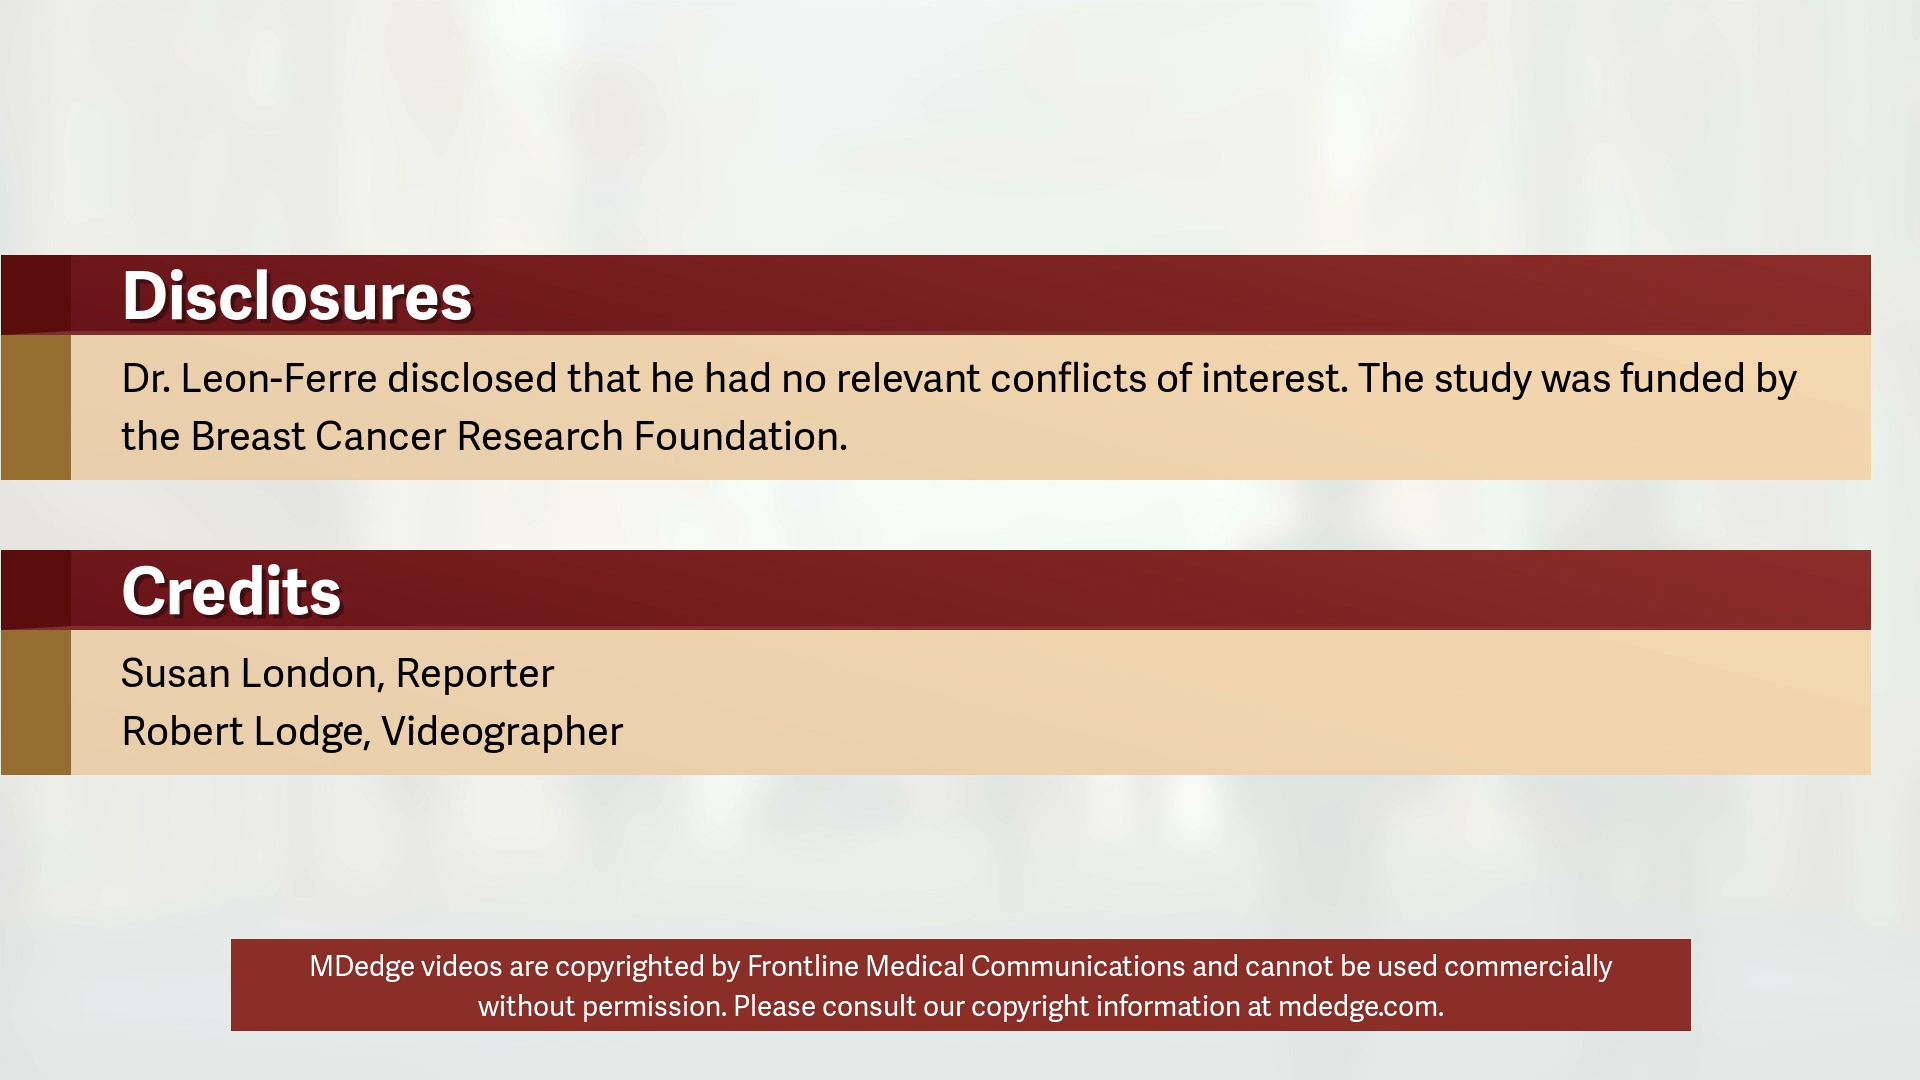 Disclosures
Dr. Leon-Ferre disclosed that he had no relevant conflicts of interest. The study was funded by
the Breast Cancer Research Foundation.
Credits
Susan London, Reporter
Robert Lodge, Videographer
MDedge videos are copyrighted by Frontline Medical Communications and cannot be used commercially
without permission. Please consult our copyright information at mdedge.com.